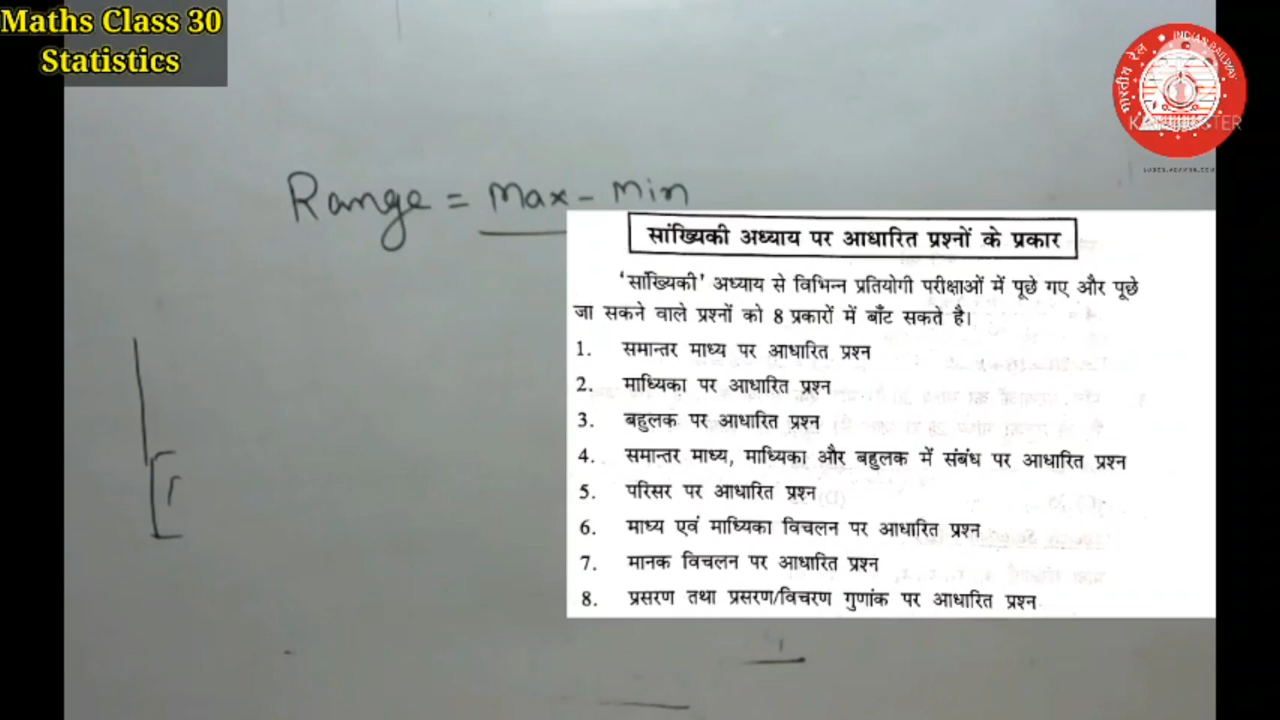 Maths Class 30
Statistics
भारतीय रेल
INDIAN RAILWAY
Range = Max - Min
सांख्यिकी अध्याय पर आधारित प्रश्नों के प्रकार
'सांख्यिकी' अध्याय से विभिन्न प्रतियोगी परीक्षाओं में पूछे गए और पूछे
जा सकने वाले प्रश्नों को 8 प्रकारों में बाँट सकते है।
1. समान्तर माध्य पर आधारित प्रश्न
2. माध्यिका पर आधारित प्रश्न
3. बहुलक पर आधारित प्रश्न
4. समान्तर माध्य, माध्यिका और बहुलक में संबंध पर आधारित प्रश्न
5. परिसर पर आधारित प्रश्न
6. माध्य एवं माध्यिका विचलन पर आधारित प्रश्न
7. मानक विचलन पर आधारित प्रश्न
8. प्रसरण तथा प्रसरण/विचरण गुणांक पर आधारित प्रश्न